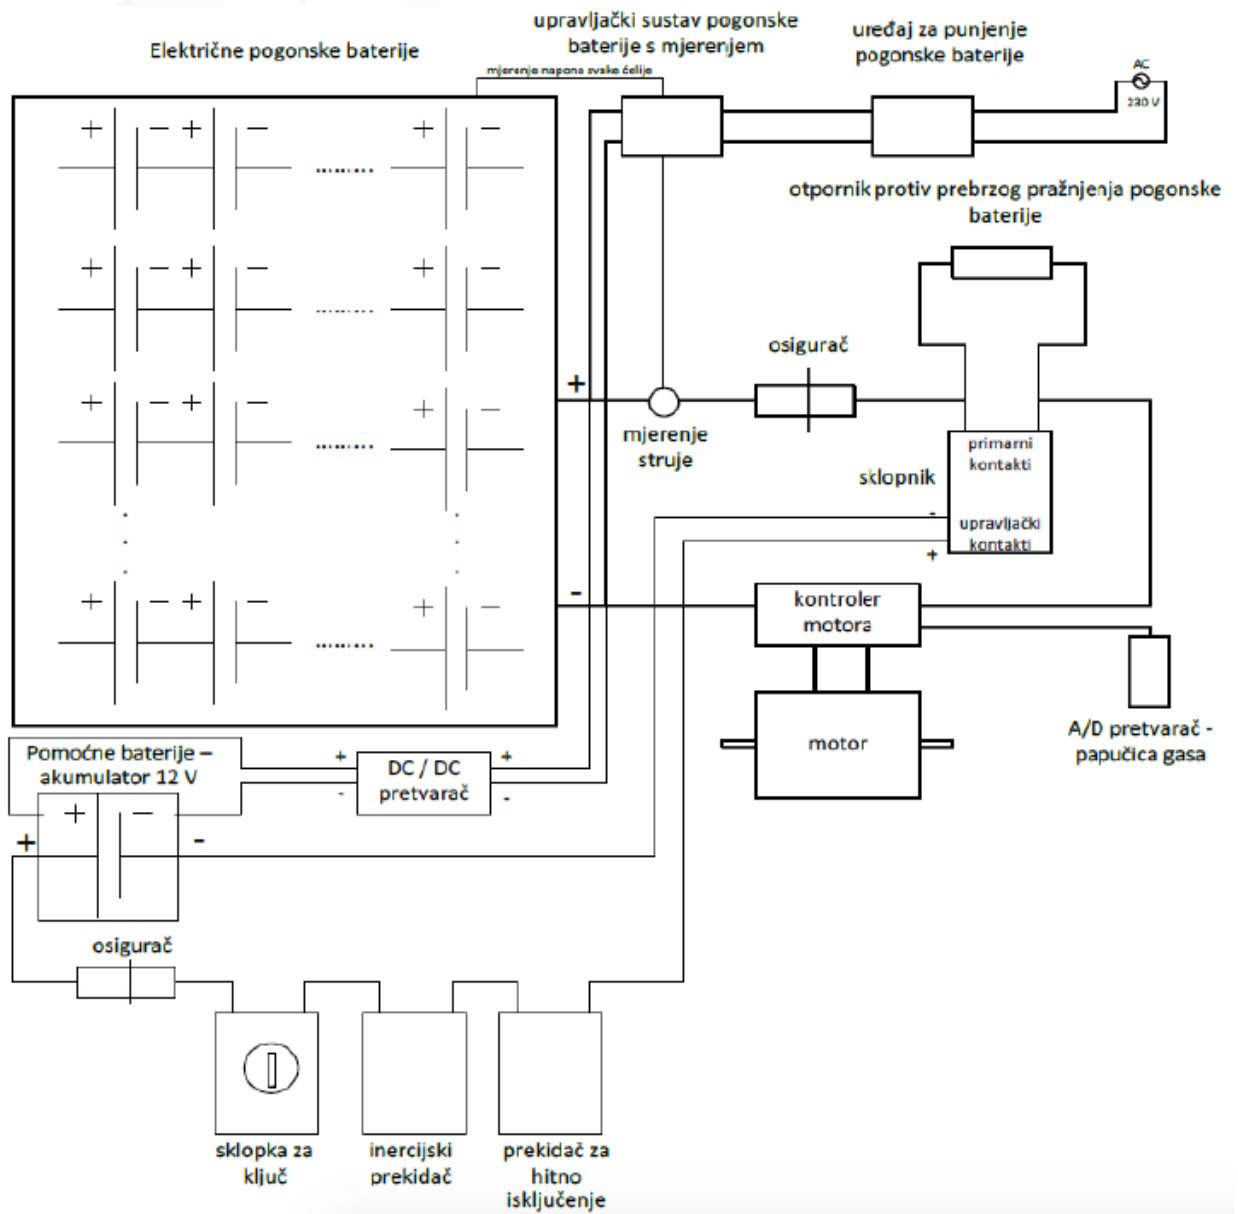 Električne pogonske baterije
upravljački sustav pogonske
baterije s mjerenjem
uređaj za punjenje
pogonske baterije
mjerenje napona svake ćelije
AC
230 V
+ - + - ......... + -
+ - + - ......... + -
+ - + - ......... + -
+ - + - ......... + -
otpornik protiv prebrzog pražnjenja pogonske
baterije
osigurač
+
mjerenje
struje
primarni
kontakti
sklopnik
-
upravljački
kontakti
+
-
kontroler
motora
motor
A/D pretvarač -
papučica gasa
Pomoćne baterije –
akumulator 12 V
+
-
DC / DC
pretvarač
+
-
+ -
+ -
osigurač
sklopka za
ključ
inercijski
prekidač
prekidač za
hitno
isključenje